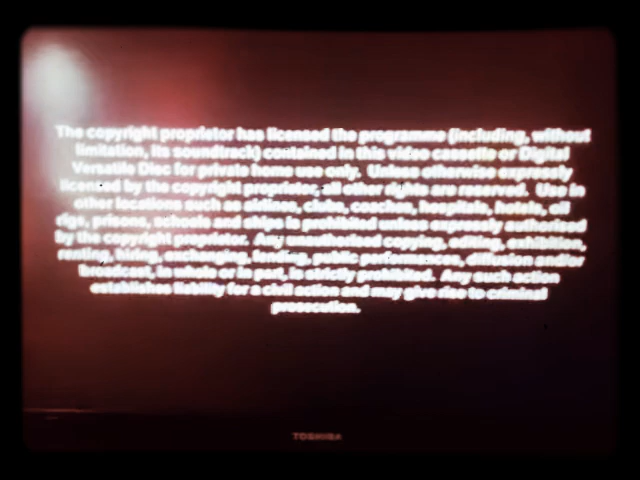 The copyright proprietor has licensed the programme (including, without
limitation, its soundtrack) contained in this video cassette or Digital
Versatile Disc for private home use only. Unless otherwise expressly
licensed by the copyright proprietor, all other rights are reserved. Use in
other locations such as airlines, clubs, coaches, hospitals, hotels, oil
rigs, prisons, schools and ships is prohibited unless expressly authorised
by the copyright proprietor. Any unauthorised copying, editing, exhibition,
renting, hiring, exchanging, lending, public performances, diffusion and/or
broadcast, in whole or in part, is strictly prohibited. Any such action
establishes liability for a civil action and may give rise to criminal
prosecution.
TOSHIBA